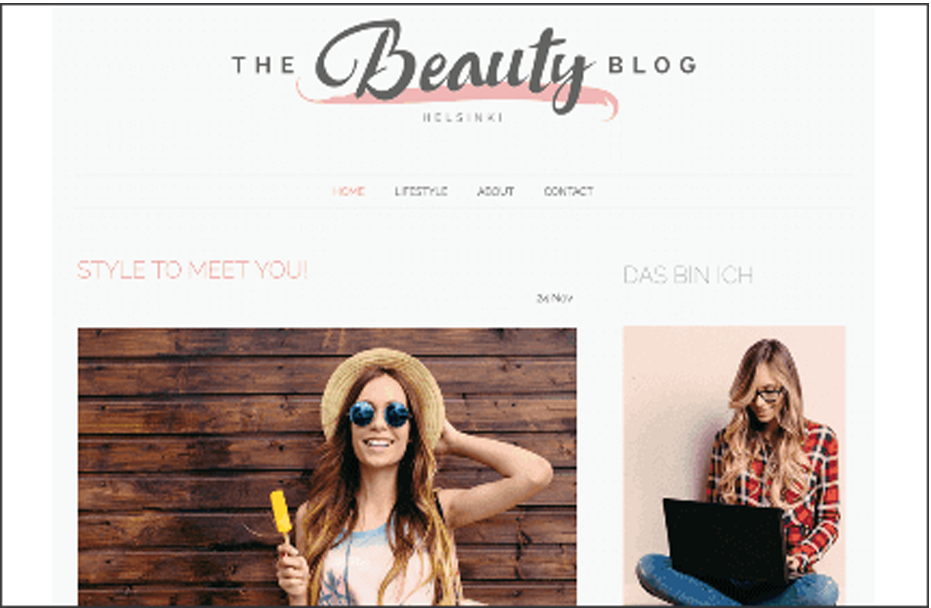 THE Beauty BLOG
HELSINKI
HOME LIFESTYLE ABOUT CONTACT
STYLE TO MEET YOU!
24 Nov
DAS BIN ICH